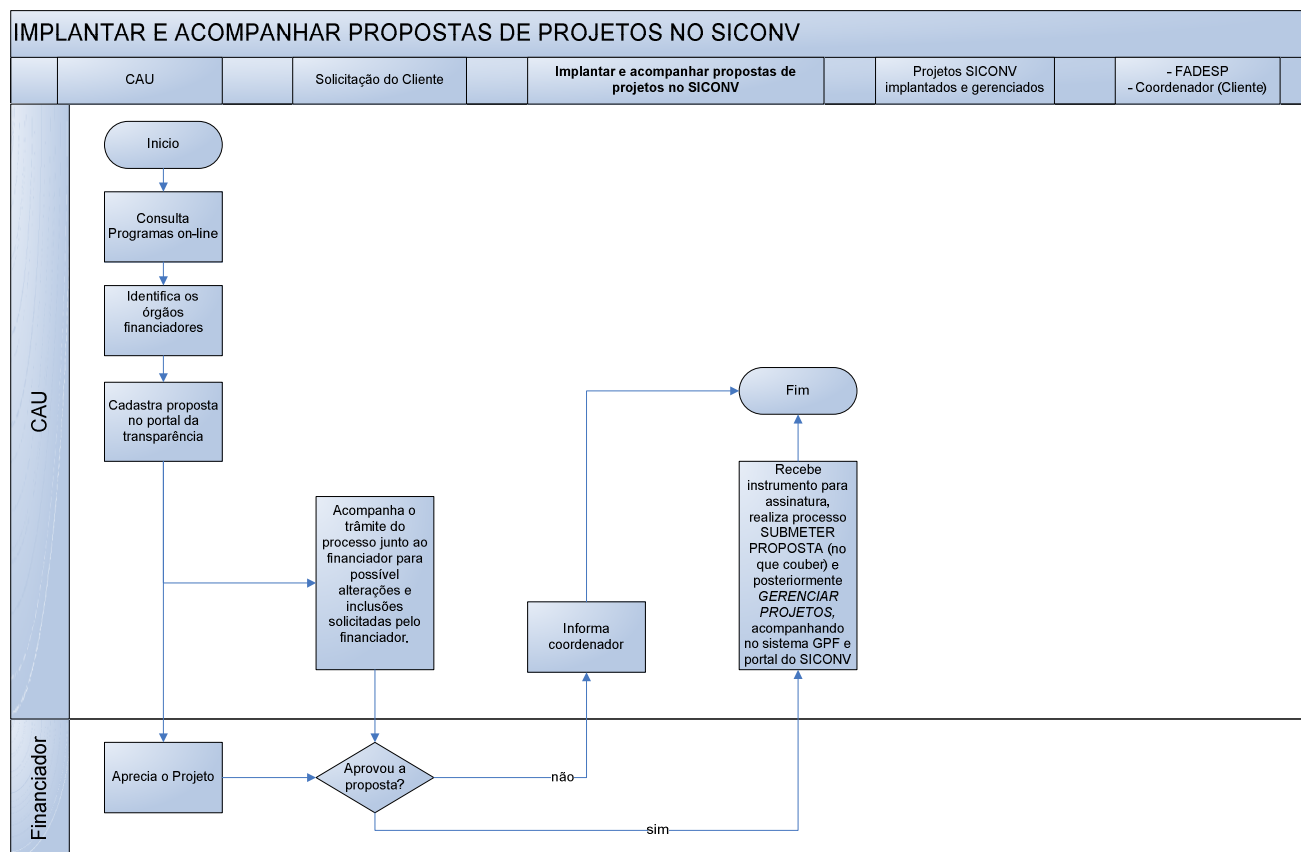 IMPLANTAR E ACOMPANHAR PROPOSTAS DE PROJETOS NO SICONV
CAU
Solicitação do Cliente
Implantar e acompanhar propostas de
projetos no SICONV
Projetos SICONV
implantados e gerenciados
- FADESP
- Coordenador (Cliente)
CAU
Inicio
Consulta
Programas on-line
Identifica os
órgãos
financiadores
Cadastra proposta
no portal da
transparência
Acompanha o
trâmite do
processo junto ao
financiador para
possível
alterações e
inclusões
solicitadas pelo
financiador.
Informa
coordenador
Fim
Recebe
instrumento para
assinatura,
realiza processo
SUBMETER
PROPOSTA (no
que couber) e
posteriormente
GERENCIAR
PROJETOS,
acompanhando
no sistema GPF e
portal do SICONV
Financiador
Aprecia o Projeto
Aprovou a
proposta?
não
sim